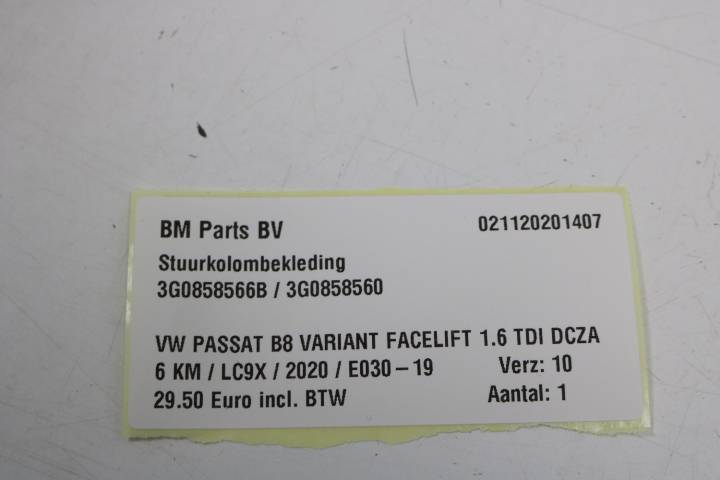 BM Parts BV 021120201407
Stuurkolombekleding
3G0858566B / 3G0858560
VW PASSAT B8 VARIANT FACELIFT 1.6 TDI DCZA
6 KM / LC9X / 2020 / E030-19 Verz: 10
29.50 Euro incl. BTW Aantal: 1